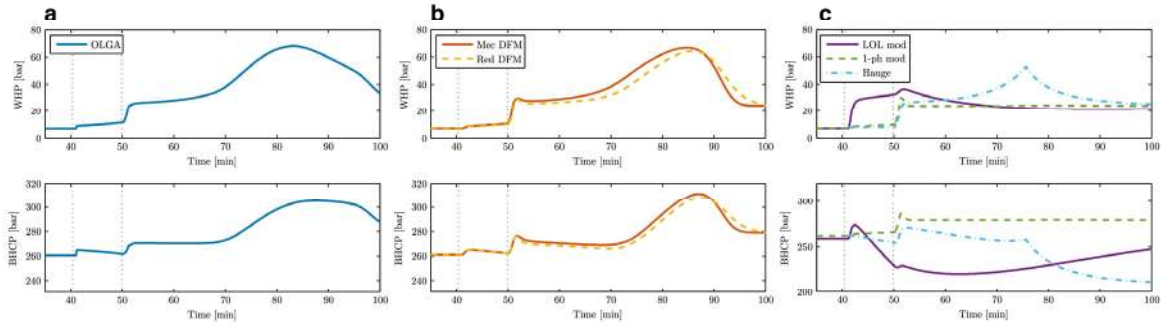 a
80
60
40
20
0
WHP [bar]
OLGA
40 50 60 70 80 90 100
Time [min]
320
300
280
260
240
BHCP [bar]
40 50 60 70 80 90 100
Time [min]
b
80
60
40
20
0
WHP [bar]
Mec DFM
Red DFM
40 50 60 70 80 90 100
Time [min]
320
300
280
260
240
BHCP [bar]
40 50 60 70 80 90 100
Time [min]
c
80
60
40
20
0
WHP [bar]
LOL mod
1-ph mod
Hauge
40 50 60 70 80 90 100
Time [min]
300
250
200
BHCP [bar]
40 50 60 70 80 90 100
Time [min]